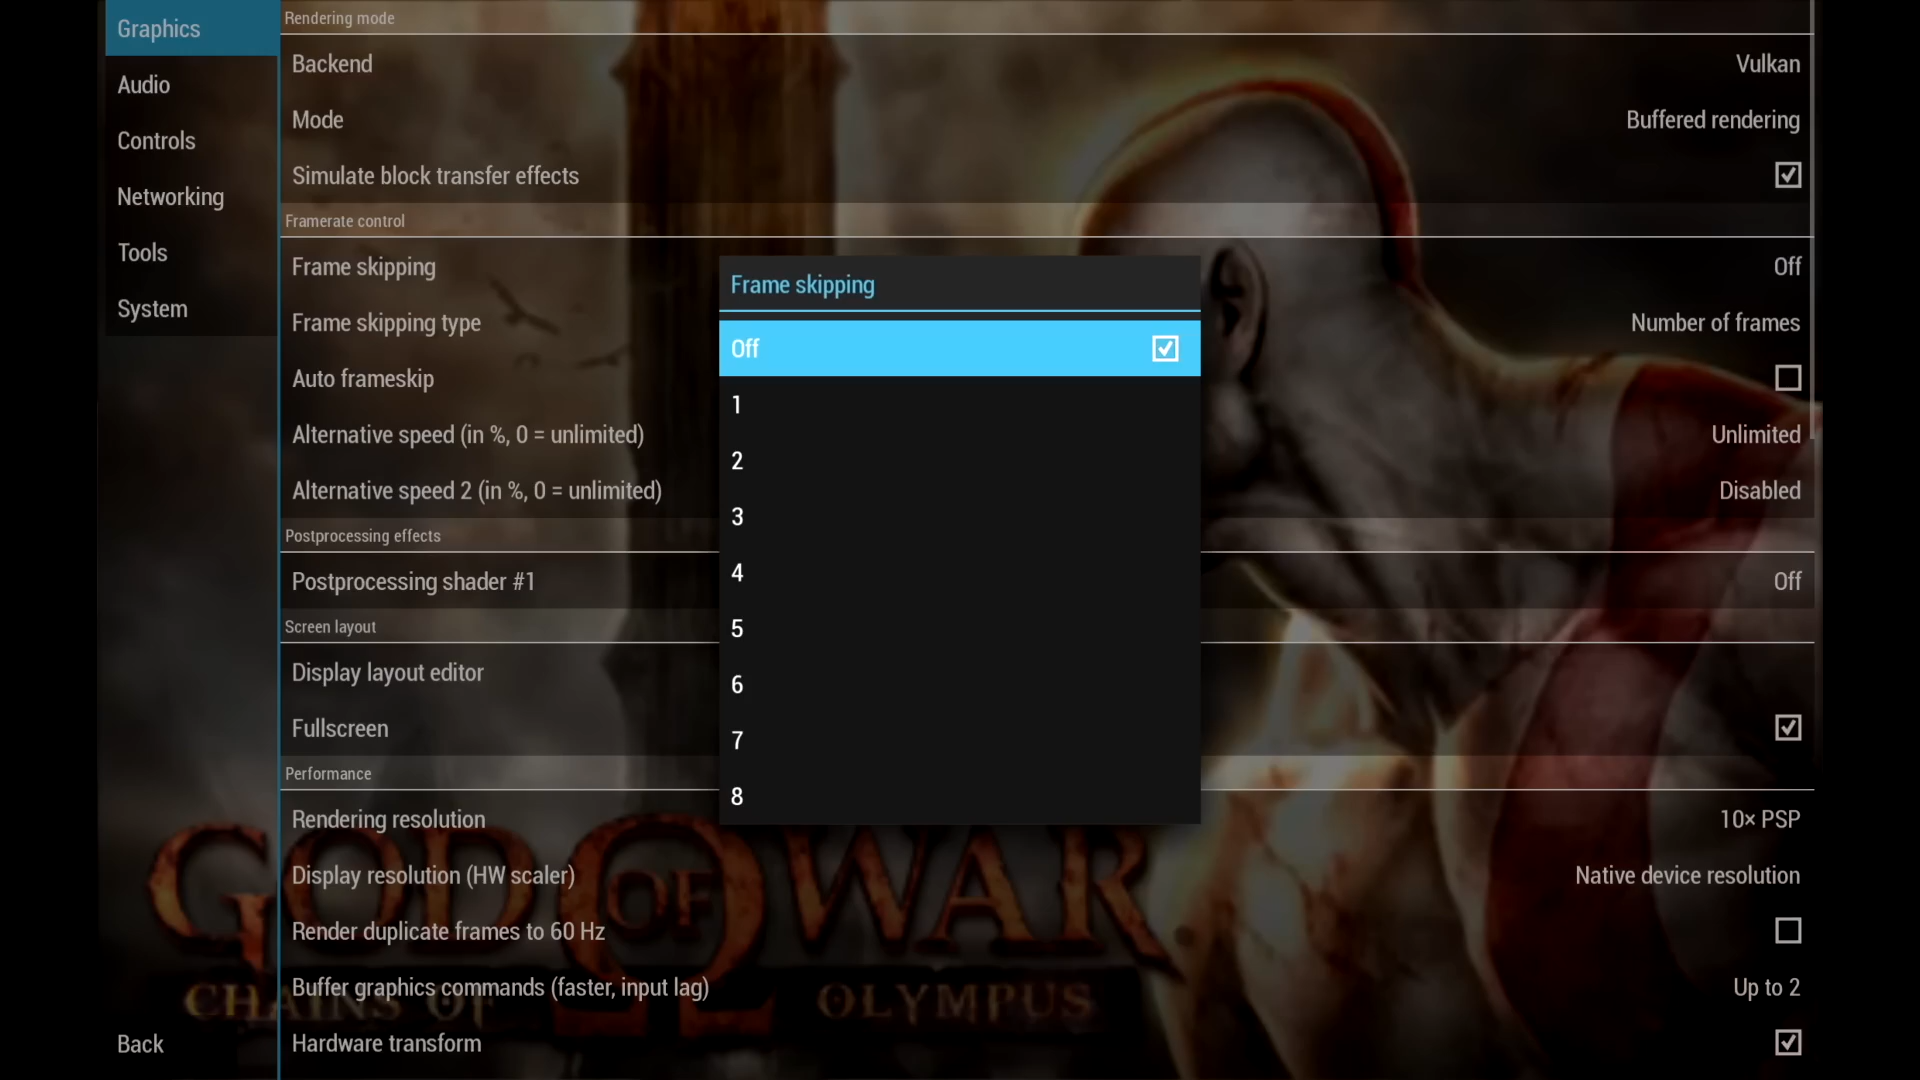 Graphics
Audio
Controls
Networking
Tools
System
Back
Rendering mode
Backend Vulkan
Mode Buffered rendering
Simulate block transfer effects
Framerate control
Frame skipping Off
Frame skipping type Number of frames
Auto frameskip
Alternative speed (in %, 0 = unlimited) Unlimited
Alternative speed 2 (in %, 0 = unlimited) Disabled
Postprocessing effects
Postprocessing shader #1 Off
Screen layout
Display layout editor
Fullscreen
Performance
Rendering resolution 10× PSP
Display resolution (HW scaler) Native device resolution
Render duplicate frames to 60 Hz
Buffer graphics commands (faster, input lag) Up to 2
Hardware transform
Frame skipping
Off
1
2
3
4
5
6
7
8
GOD OF WAR
CHAINS OF OLYMPUS